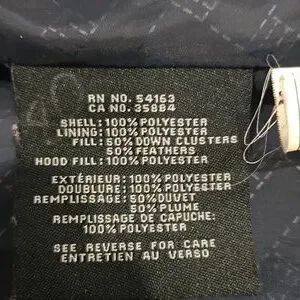 RN NO. 54163
CA NO. 35884
SHELL: 100% POLYESTER
LINING: 100% POLYESTER
FILL: 50% DOWN CLUSTERS
50% FEATHERS
HOOD FILL: 100% POLYESTER
EXTÉRIEUR: 100% POLYESTER
DOUBLURE: 100% POLYESTER
REMPLISSAGE: 50% DUVET
50% PLUME
REMPLISSAGE DE CAPUCHE:
100% POLYESTER
SEE REVERSE FOR CARE
ENTRETIEN AU VERSO